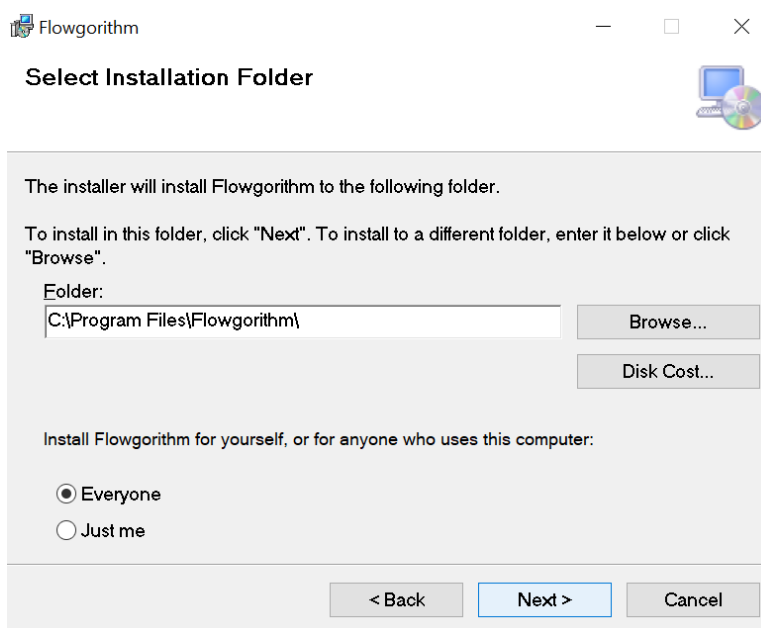 Flowgorithm
Select Installation Folder
The installer will install Flowgorithm to the following folder.
To install in this folder, click "Next". To install to a different folder, enter it below or click
"Browse".
Folder:
C:\Program Files\Flowgorithm\
Browse...
Disk Cost...
Install Flowgorithm for yourself, or for anyone who uses this computer:
Everyone
Just me
< Back
Next >
Cancel